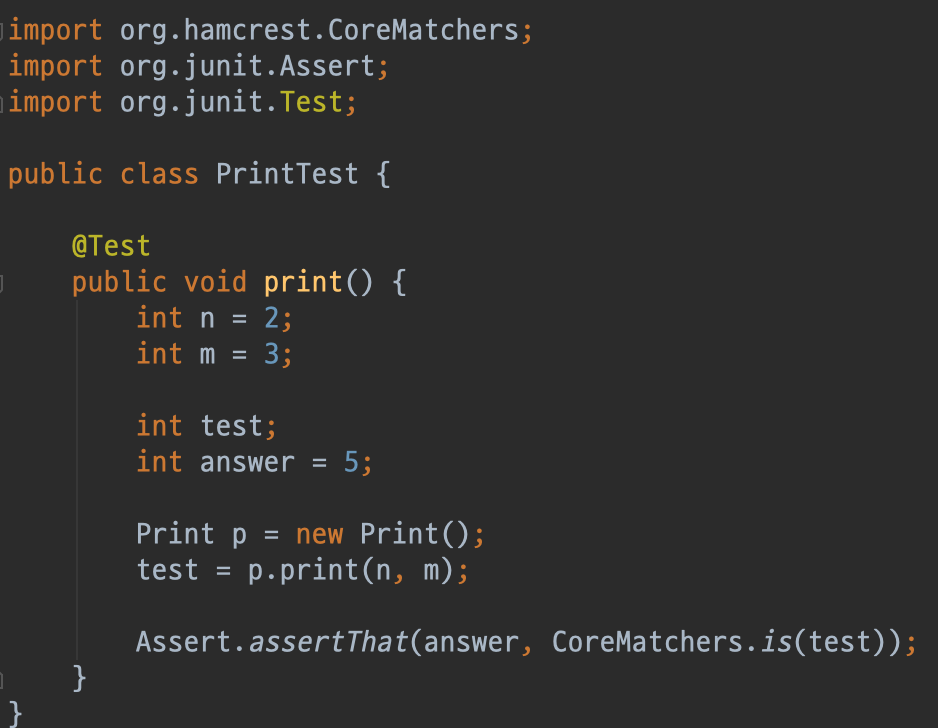 import org.hamcrest.CoreMatchers;
import org.junit.Assert;
import org.junit.Test;
public class PrintTest {
@Test
public void print() {
int n = 2;
int m = 3;
int test;
int answer = 5;
Print p = new Print();
test = p.print(n, m);
Assert.assertThat(answer, CoreMatchers.is(test));
}
}